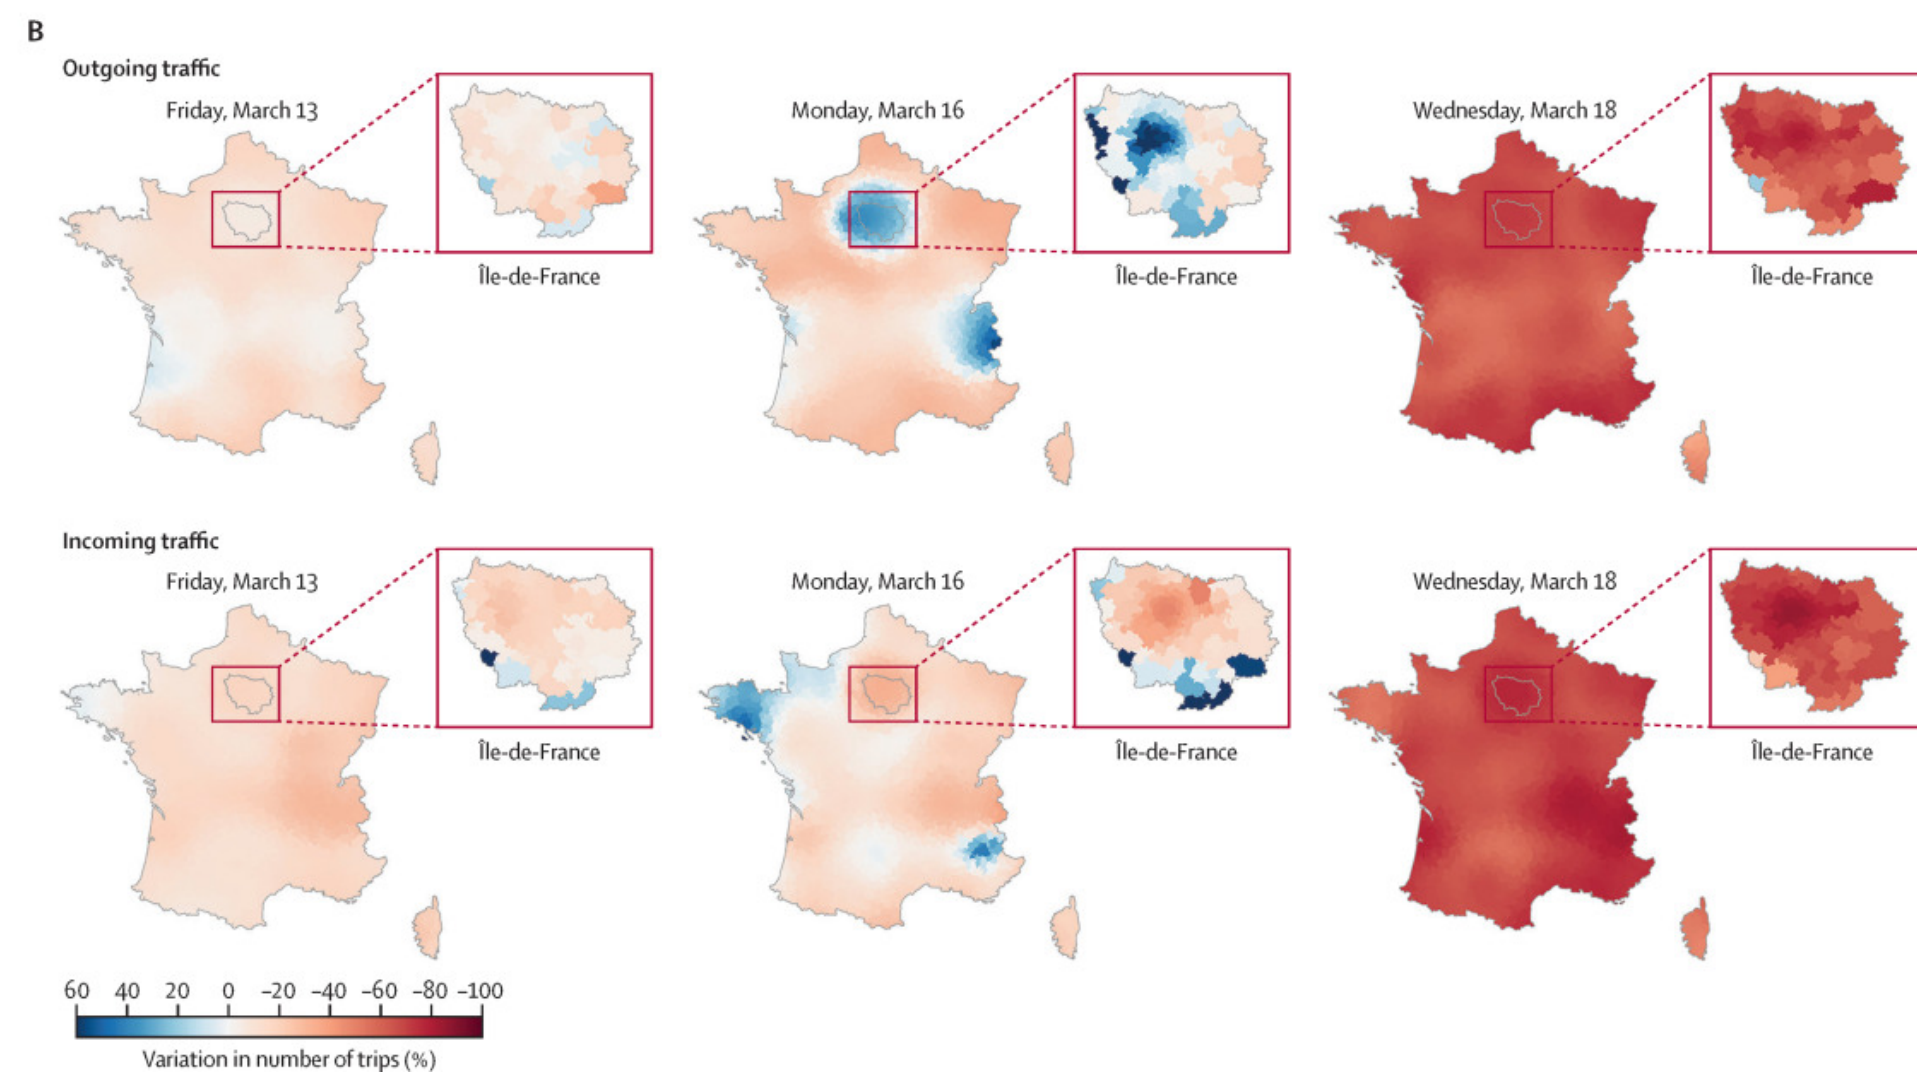 B
Outgoing traffic
Friday, March 13
Monday, March 16
Wednesday, March 18
Île-de-France
Île-de-France
Île-de-France
Incoming traffic
Friday, March 13
Monday, March 16
Wednesday, March 18
Île-de-France
Île-de-France
Île-de-France
60 40 20 0 –20 –40 –60 –80 –100
Variation in number of trips (%)